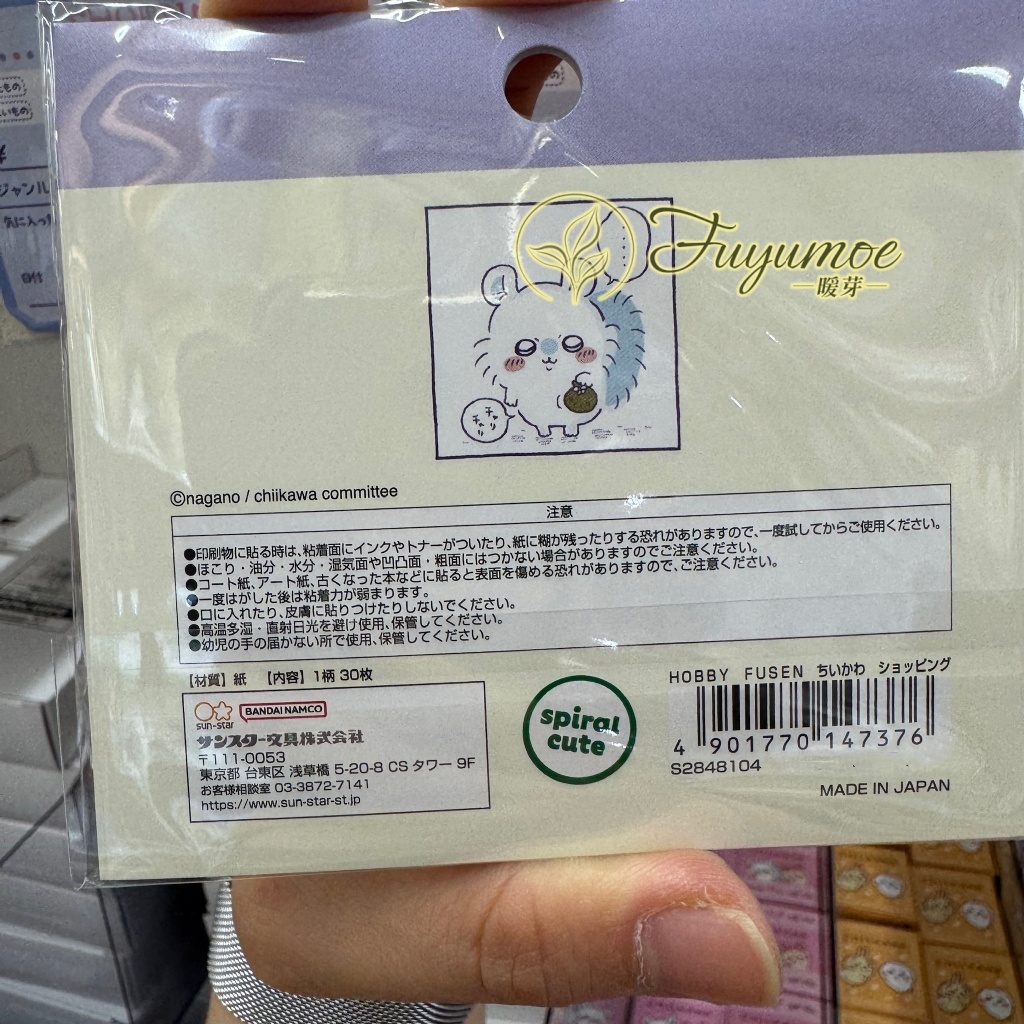 たもの
いもの
ジャンル
気に入っ
Fuyumoe
暖芽
チャリ
チャリ
©nagano / chiikawa committee
注意
●印刷物に貼る時は、粘着面にインクやトナーがついたり、紙に糊が残ったりする恐れがありますので、一度試してからご使用ください。
●ほこり・油分・水分・湿気面や凹凸面・粗面にはつかない場合がありますのでご注意ください。
●コート紙、アート紙、古くなった本などに貼ると表面を傷める恐れがありますので、ご注意ください。
●一度はがした後は粘着力が弱まります。
●口に入れたり、皮膚に貼りつけたりしないでください。
●高温多湿・直射日光を避け使用、保管してください。
●幼児の手の届かない所で使用、保管してください。
【材質】紙 【内容】1柄 30枚
sun-star BANDAI NAMCO
サンスター文具株式会社
〒111-0053
東京都 台東区 浅草橋 5-20-8 CS タワー 9F
お客様相談室 03-3872-7141
https://www.sun-star-st.jp
spiral
cute
HOBBY FUSEN ちいかわ ショッピング
4 901770 147376
S2848104
MADE IN JAPAN